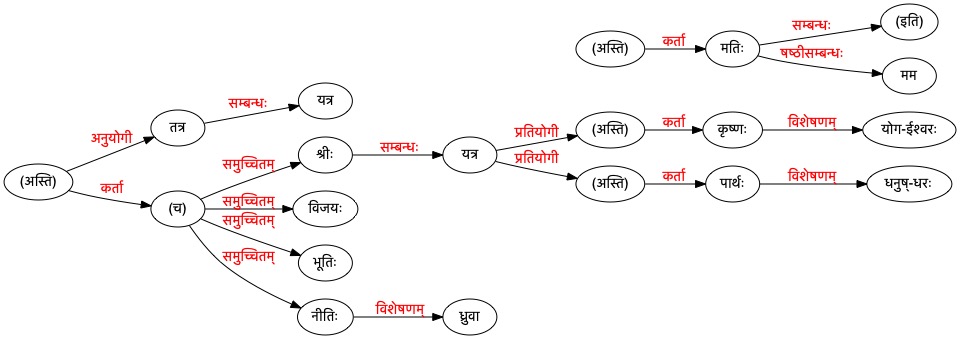 (इति)
सम्बन्धः
(अस्ति) कर्ता मतिः
षष्ठीसम्बन्धः
मम
यत्र
सम्बन्धः
तत्र
अनुयोगी
प्रतियोगी (अस्ति) कर्ता कृष्णः विशेषणम् योग-ईश्वरः
श्रीः सम्बन्धः यत्र
समुच्चितम्
प्रतियोगी
(अस्ति) कर्ता पार्थः विशेषणम् धनुष्-धरः
(अस्ति)
कर्ता
(च) समुच्चितम् विजयः
समुच्चितम्
भूतिः
समुच्चितम्
नीतिः विशेषणम् ध्रुवा